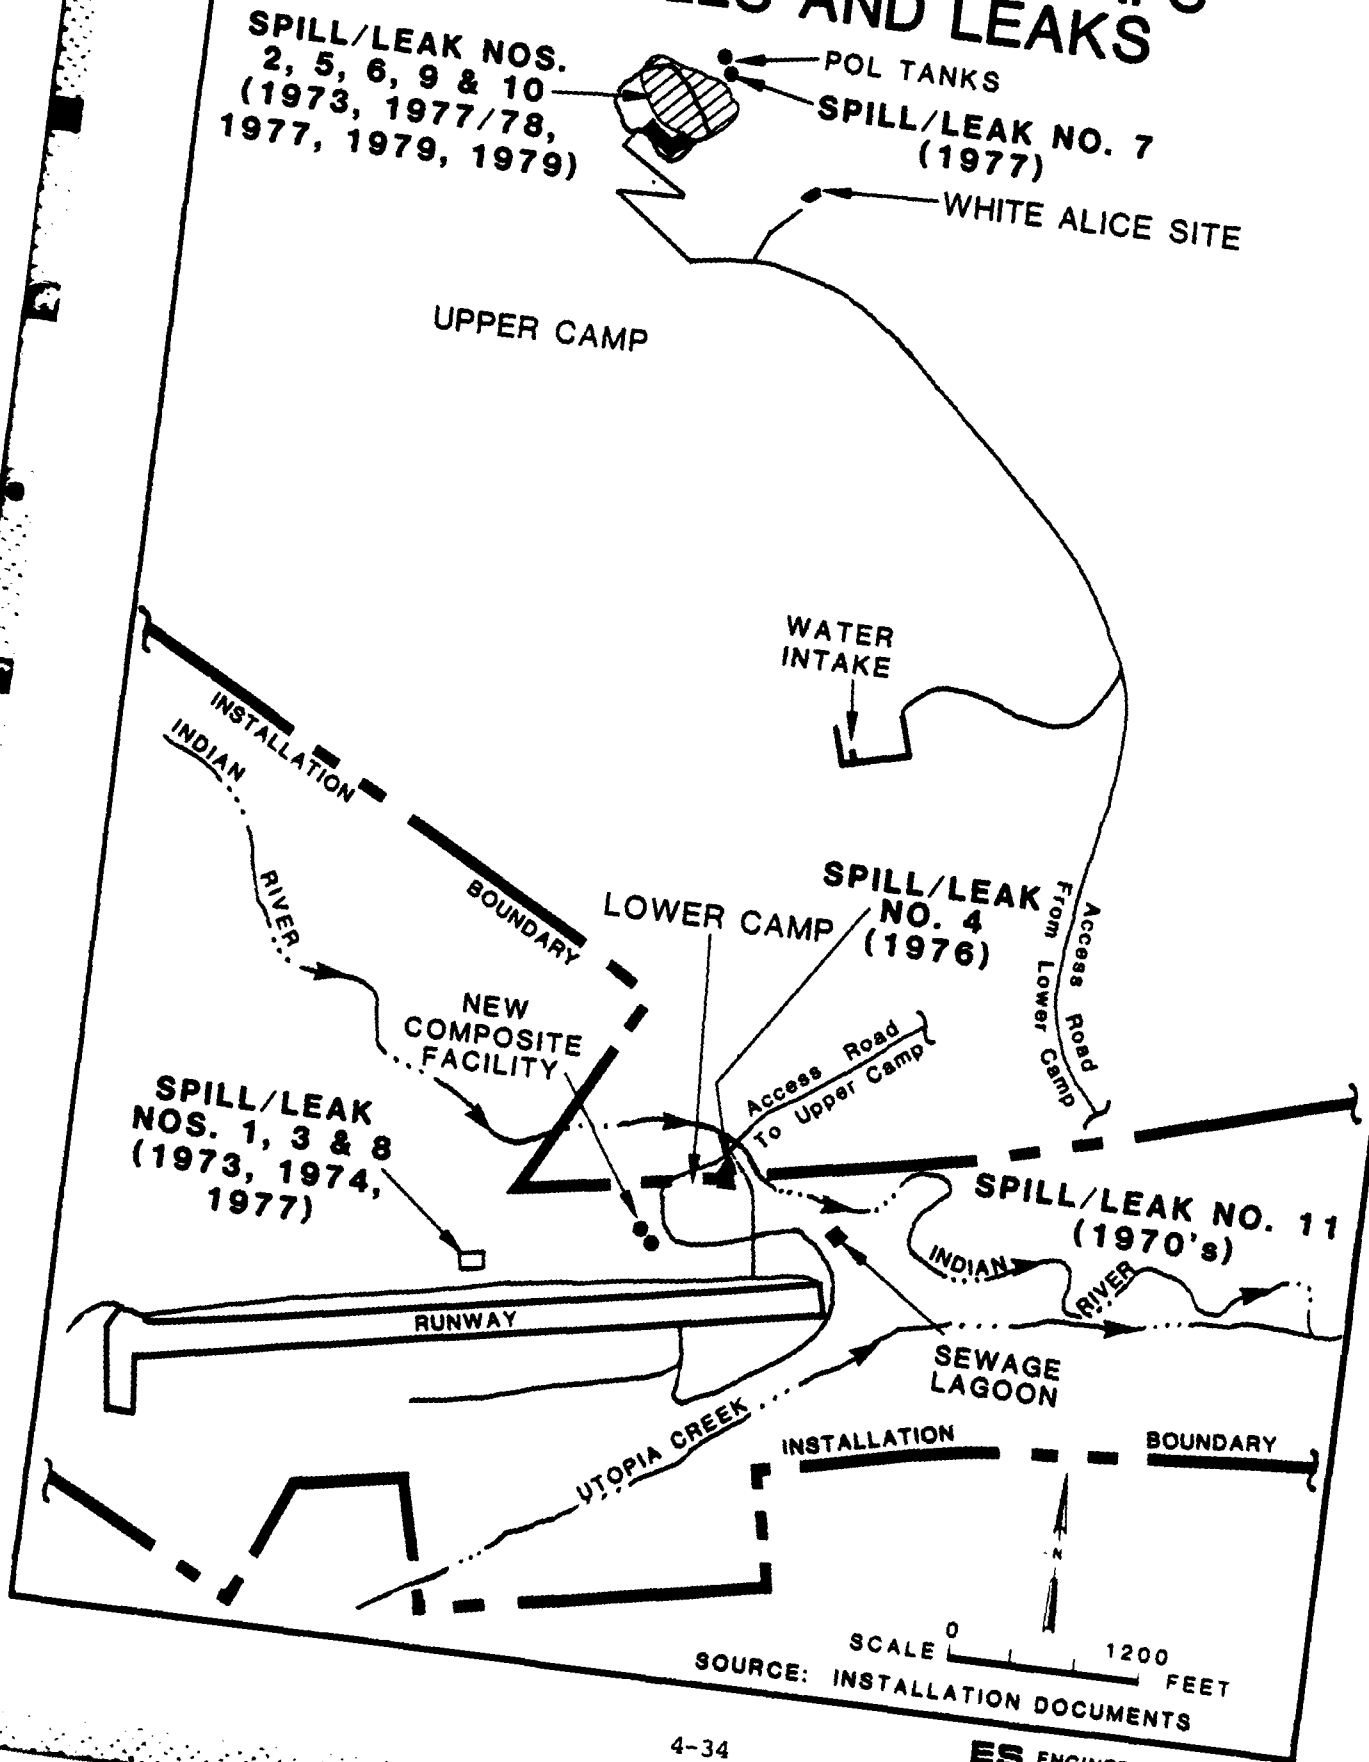 AND LEAKS
SPILL/LEAK NOS.
2, 5, 6, 9 & 10
(1973, 1977/78,
1977, 1979, 1979)
POL TANKS
SPILL/LEAK NO. 7
(1977)
WHITE ALICE SITE
UPPER CAMP
WATER
INTAKE
INSTALLATION
BOUNDARY
INDIAN
RIVER
LOWER CAMP
SPILL/LEAK
NO. 4
(1976)
Access Road
From Lower Camp
NEW
COMPOSITE
FACILITY
Access Road
To Upper Camp
SPILL/LEAK
NOS. 1, 3 & 8
(1973, 1974,
1977)
SPILL/LEAK NO. 11
(1970's)
INDIAN
RIVER
RUNWAY
SEWAGE
LAGOON
UTOPIA CREEK
INSTALLATION
BOUNDARY
N
0
SCALE
1200
FEET
SOURCE: INSTALLATION DOCUMENTS
4-34
ES